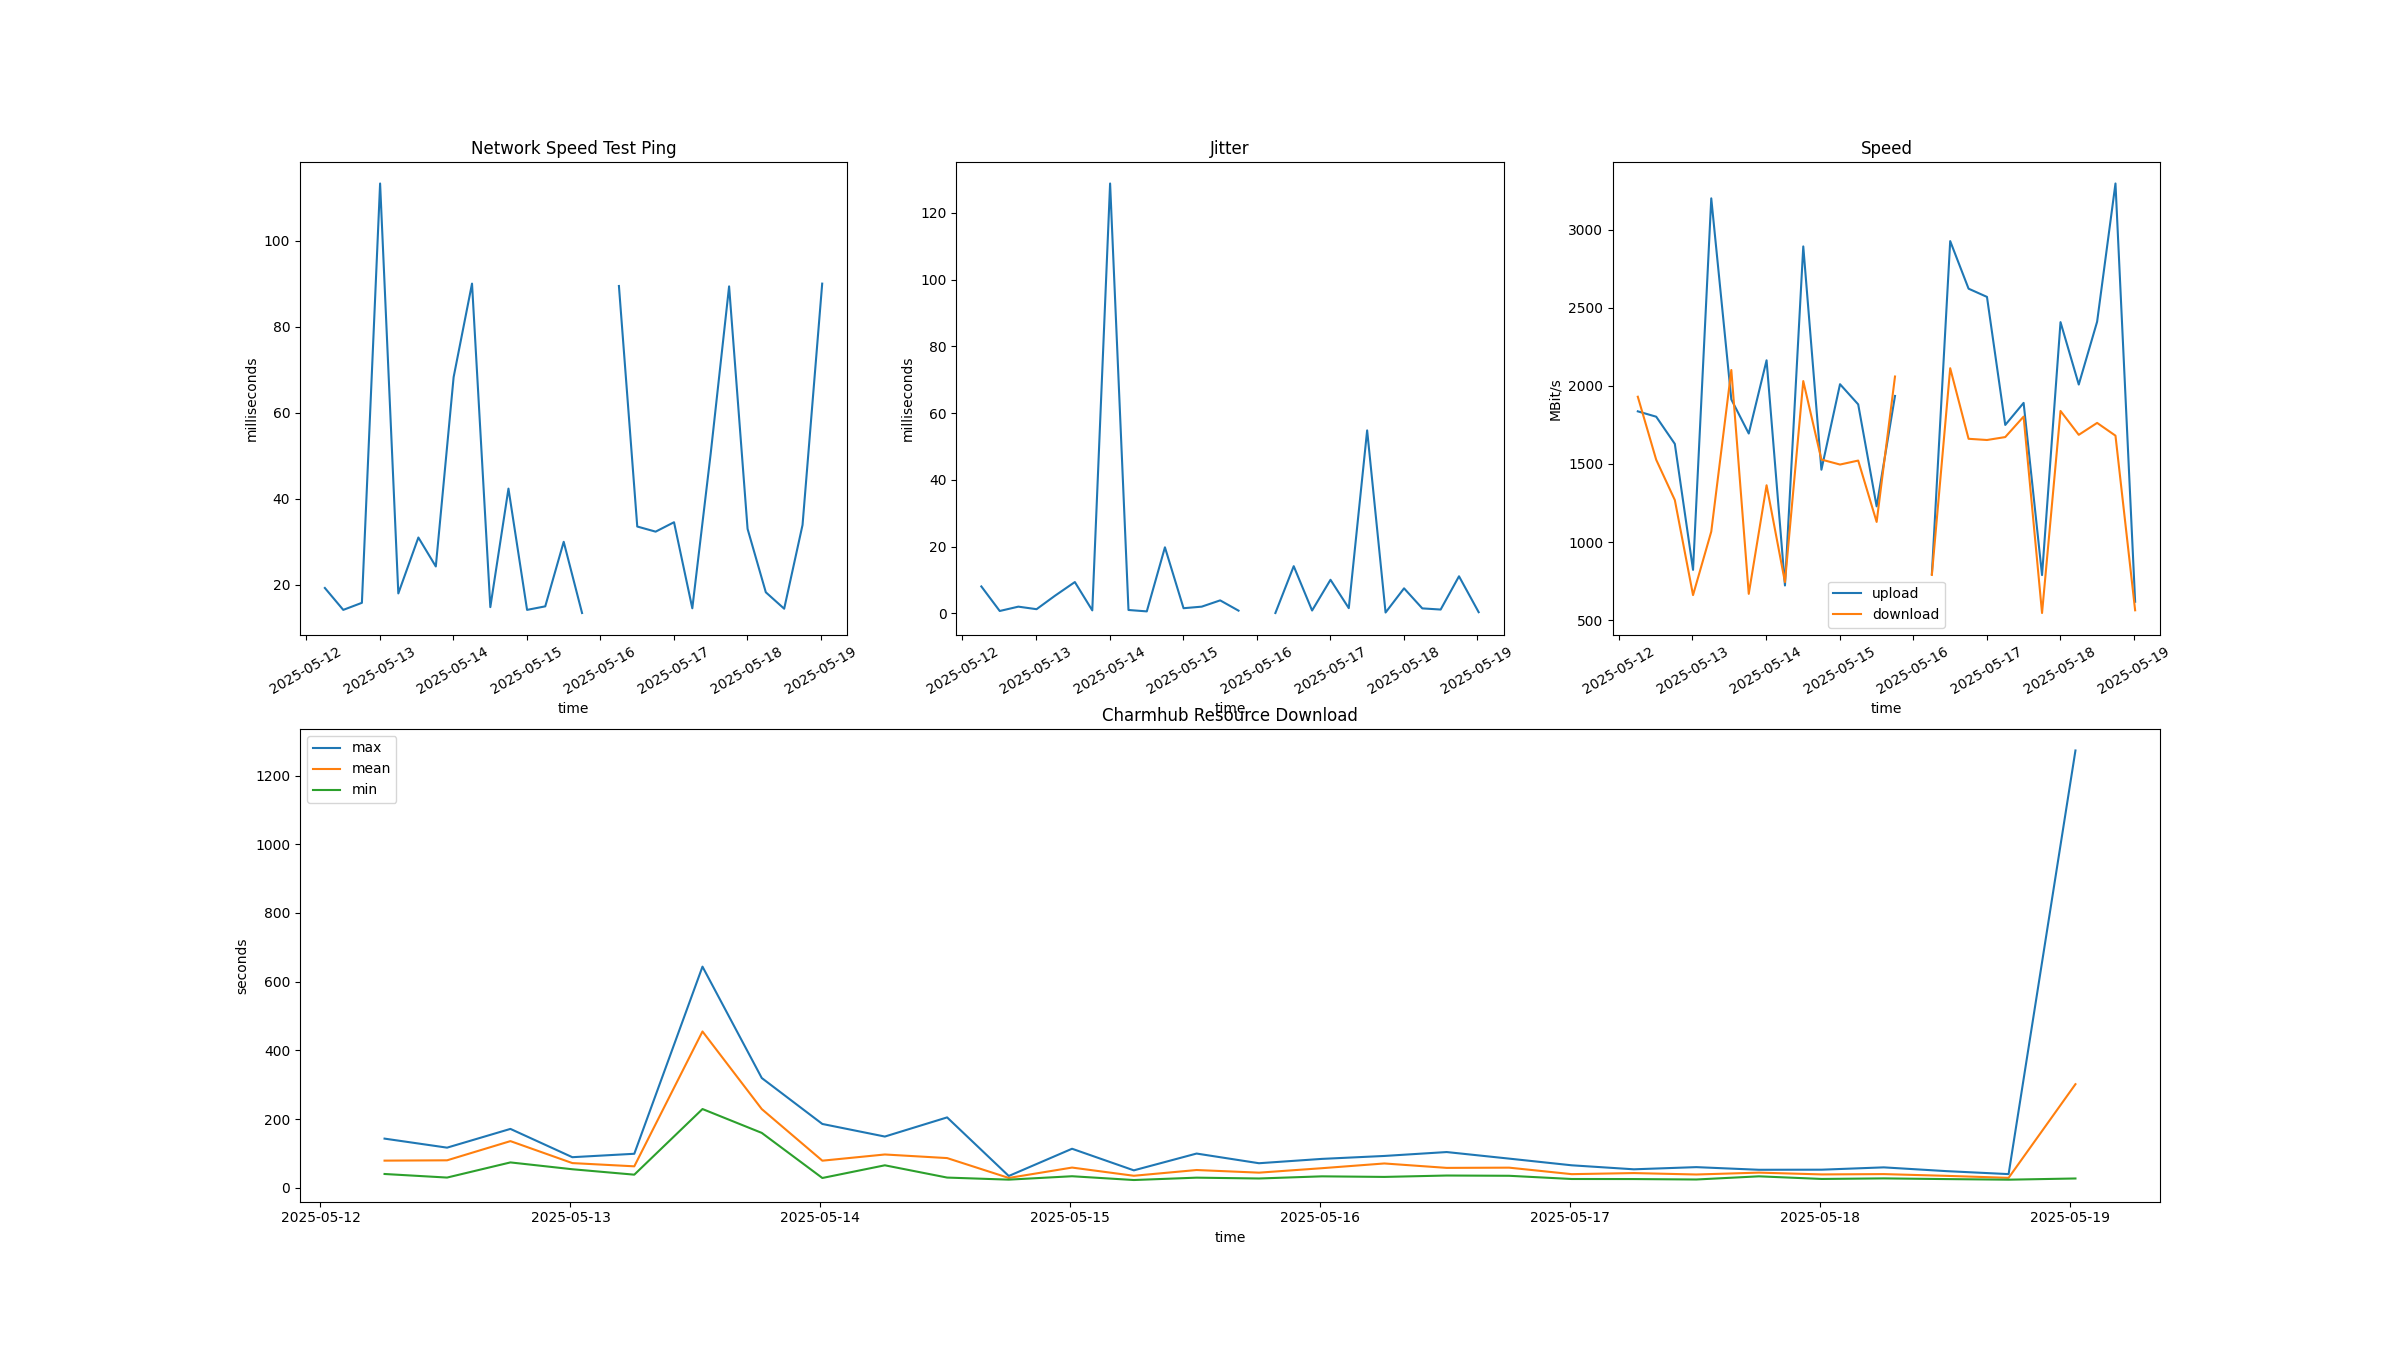 Network Speed Test Ping
milliseconds
100
80
60
40
20
2025-05-12 2025-05-13 2025-05-14 2025-05-15 2025-05-16 2025-05-17 2025-05-18 2025-05-19
time
Jitter
milliseconds
120
100
80
60
40
20
0
2025-05-12 2025-05-13 2025-05-14 2025-05-15 2025-05-16 2025-05-17 2025-05-18 2025-05-19
time
Speed
MBit/s
3000
2500
2000
1500
1000
500
upload
download
2025-05-12 2025-05-13 2025-05-14 2025-05-15 2025-05-16 2025-05-17 2025-05-18 2025-05-19
time
Charmhub Resource Download
max
mean
min
seconds
1200
1000
800
600
400
200
0
2025-05-12 2025-05-13 2025-05-14 2025-05-15 2025-05-16 2025-05-17 2025-05-18 2025-05-19
time